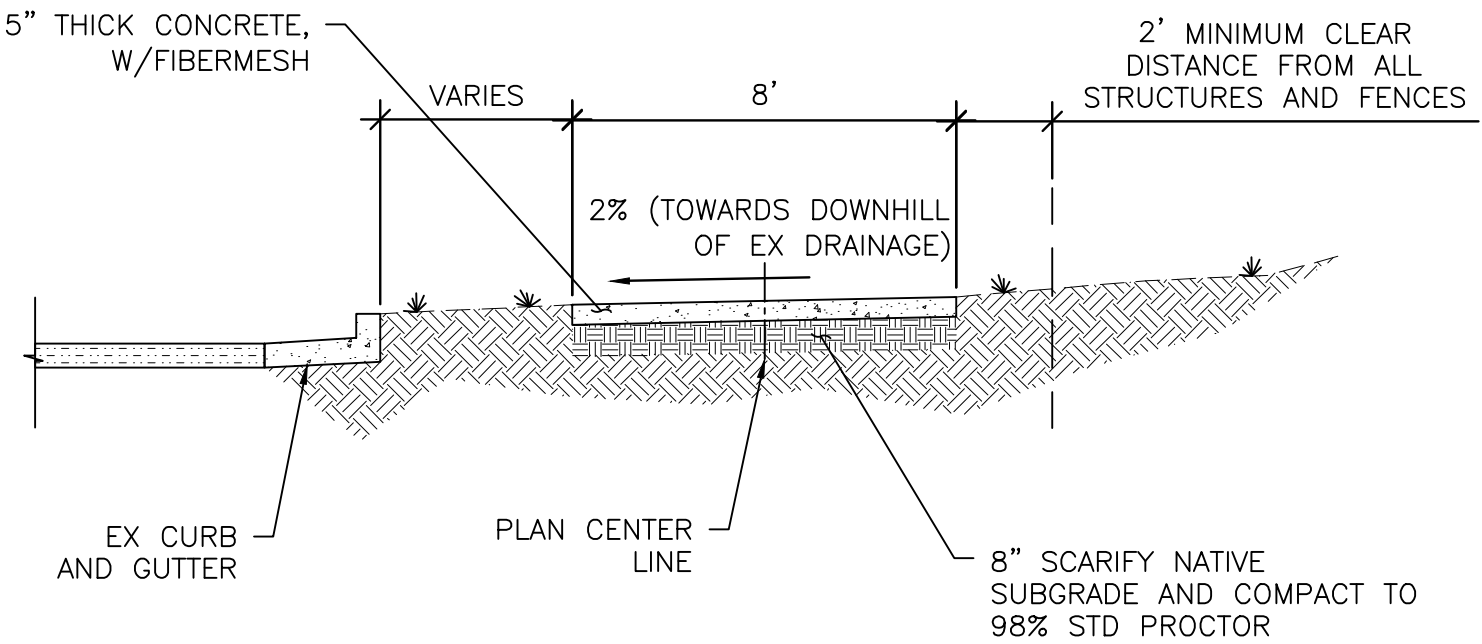 5” THICK CONCRETE,
W/FIBERMESH
VARIES
8’
2’ MINIMUM CLEAR
DISTANCE FROM ALL
STRUCTURES AND FENCES
2% (TOWARDS DOWNHILL
OF EX DRAINAGE)
EX CURB
AND GUTTER
PLAN CENTER
LINE
8” SCARIFY NATIVE
SUBGRADE AND COMPACT TO
98% STD PROCTOR